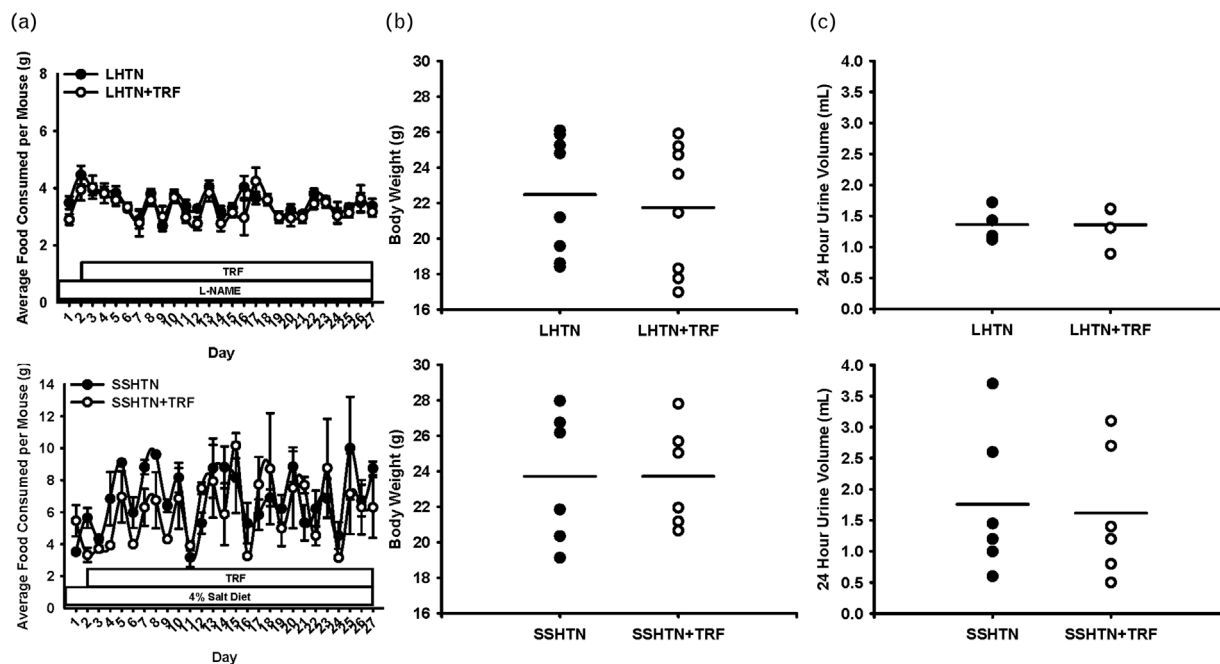 (a)
(b)
(c)
Average Food Consumed per Mouse (g)
8
6
4
2
0
LHTN
LHTN+TRF
TRF
L-NAME
1 2 3 4 5 6 7 8 9 10 11 12 13 14 15 16 17 18 19 20 21 22 23 24 25 26 27
Day
Body Weight (g)
30
28
26
24
22
20
18
16
LHTN LHTN+TRF
24 Hour Urine Volume (mL)
4.0
3.5
3.0
2.5
2.0
1.5
1.0
0.5
0.0
LHTN LHTN+TRF
Average Food Consumed per Mouse (g)
14
12
10
8
6
4
2
0
SSHTN
SSHTN+TRF
TRF
4% Salt Diet
1 2 3 4 5 6 7 8 9 10 11 12 13 14 15 16 17 18 19 20 21 22 23 24 25 26 27
Day
Body Weight (g)
30
28
26
24
22
20
18
16
SSHTN SSHTN+TRF
24 Hour Urine Volume (mL)
4.0
3.5
3.0
2.5
2.0
1.5
1.0
0.5
0.0
SSHTN SSHTN+TRF